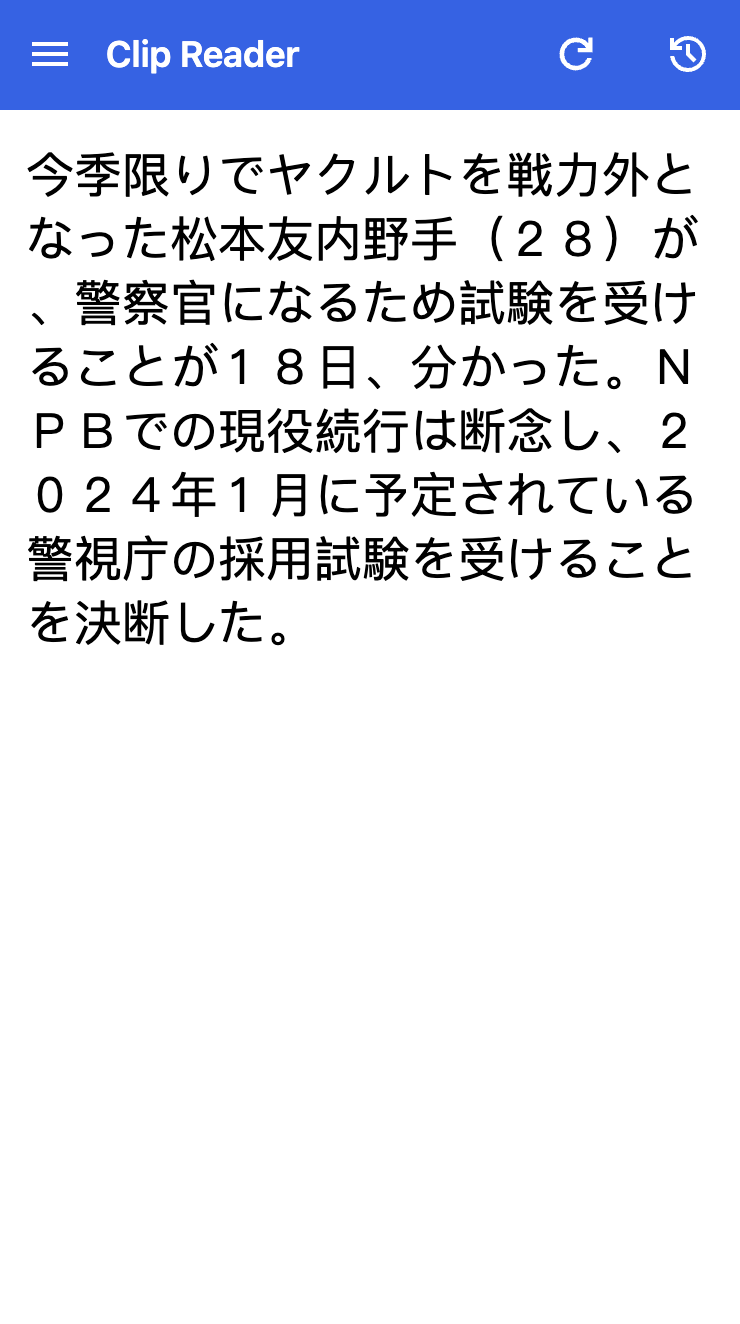 Clip Reader
今季限りでヤクルトを戦力外と
なった松本友内野手（２８）が
、警察官になるため試験を受け
ることが１８日、分かった。Ｎ
ＰＢでの現役続行は断念し、２
０２４年１月に予定されている
警視庁の採用試験を受けること
を決断した。